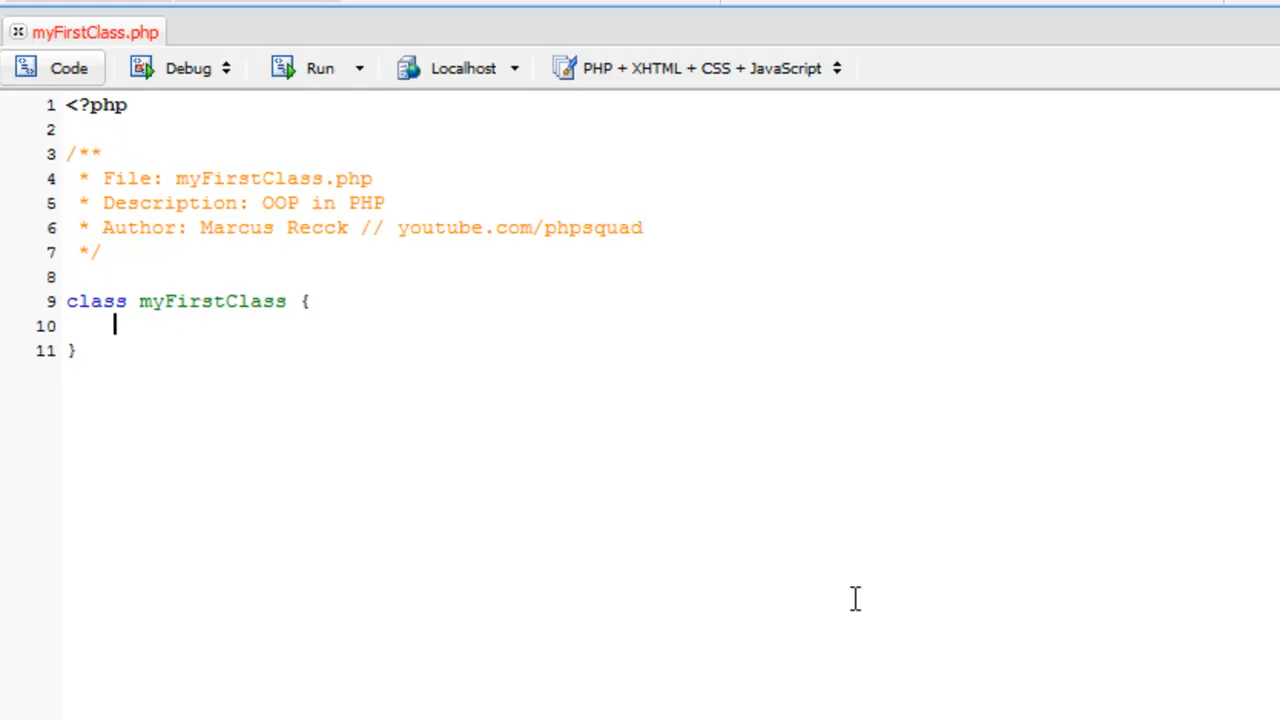 myFirstClass.php
Code Debug Run Localhost PHP + XHTML + CSS + JavaScript
1 <?php
2
3 /**
4 * File: myFirstClass.php
5 * Description: OOP in PHP
6 * Author: Marcus Recck // youtube.com/phpsquad
7 */
8
9 class myFirstClass {
10
11 }